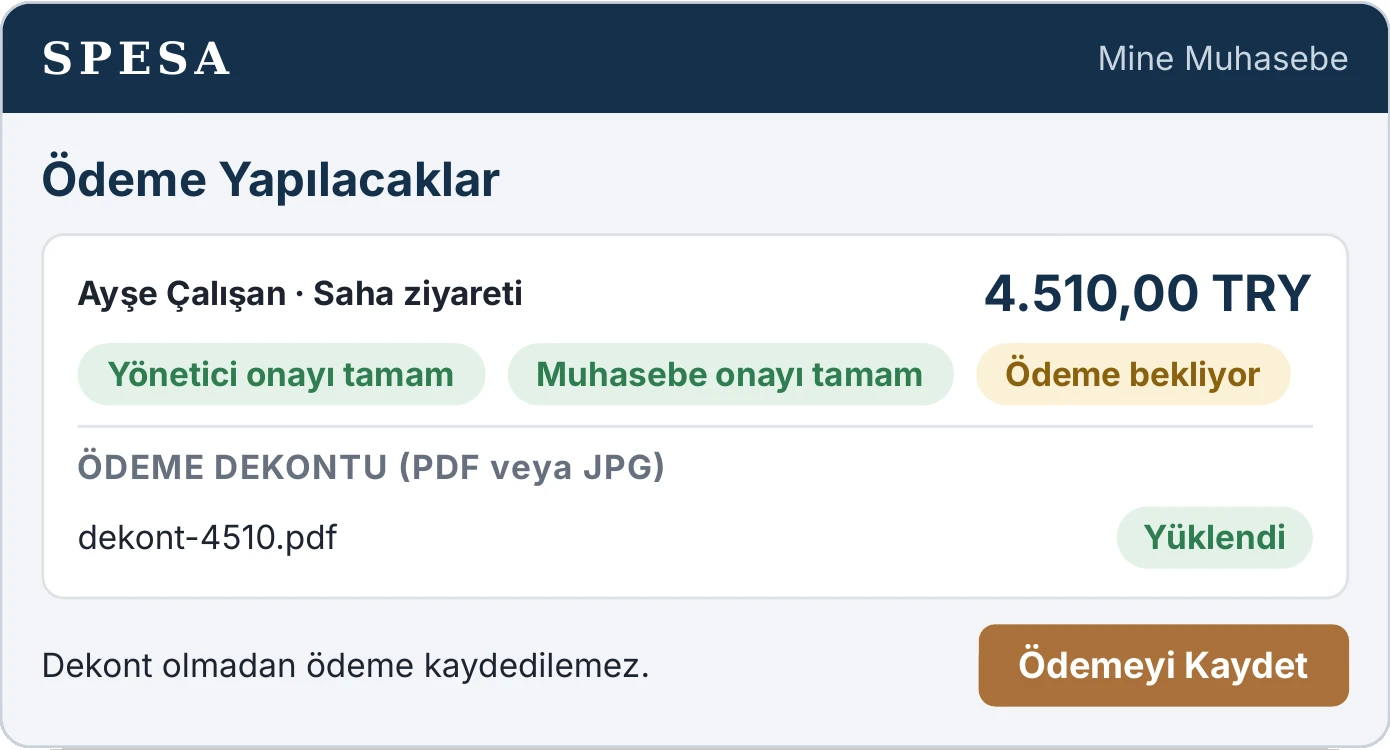 SPESA
Mine Muhasebe
Ödeme Yapılacaklar
Ayşe Çalışan · Saha ziyareti
4.510,00 TRY
Yönetici onayı tamam
Muhasebe onayı tamam
Ödeme bekliyor
ÖDEME DEKONTU (PDF veya JPG)
dekont-4510.pdf
Yüklendi
Dekont olmadan ödeme kaydedilemez.
Ödemeyi Kaydet